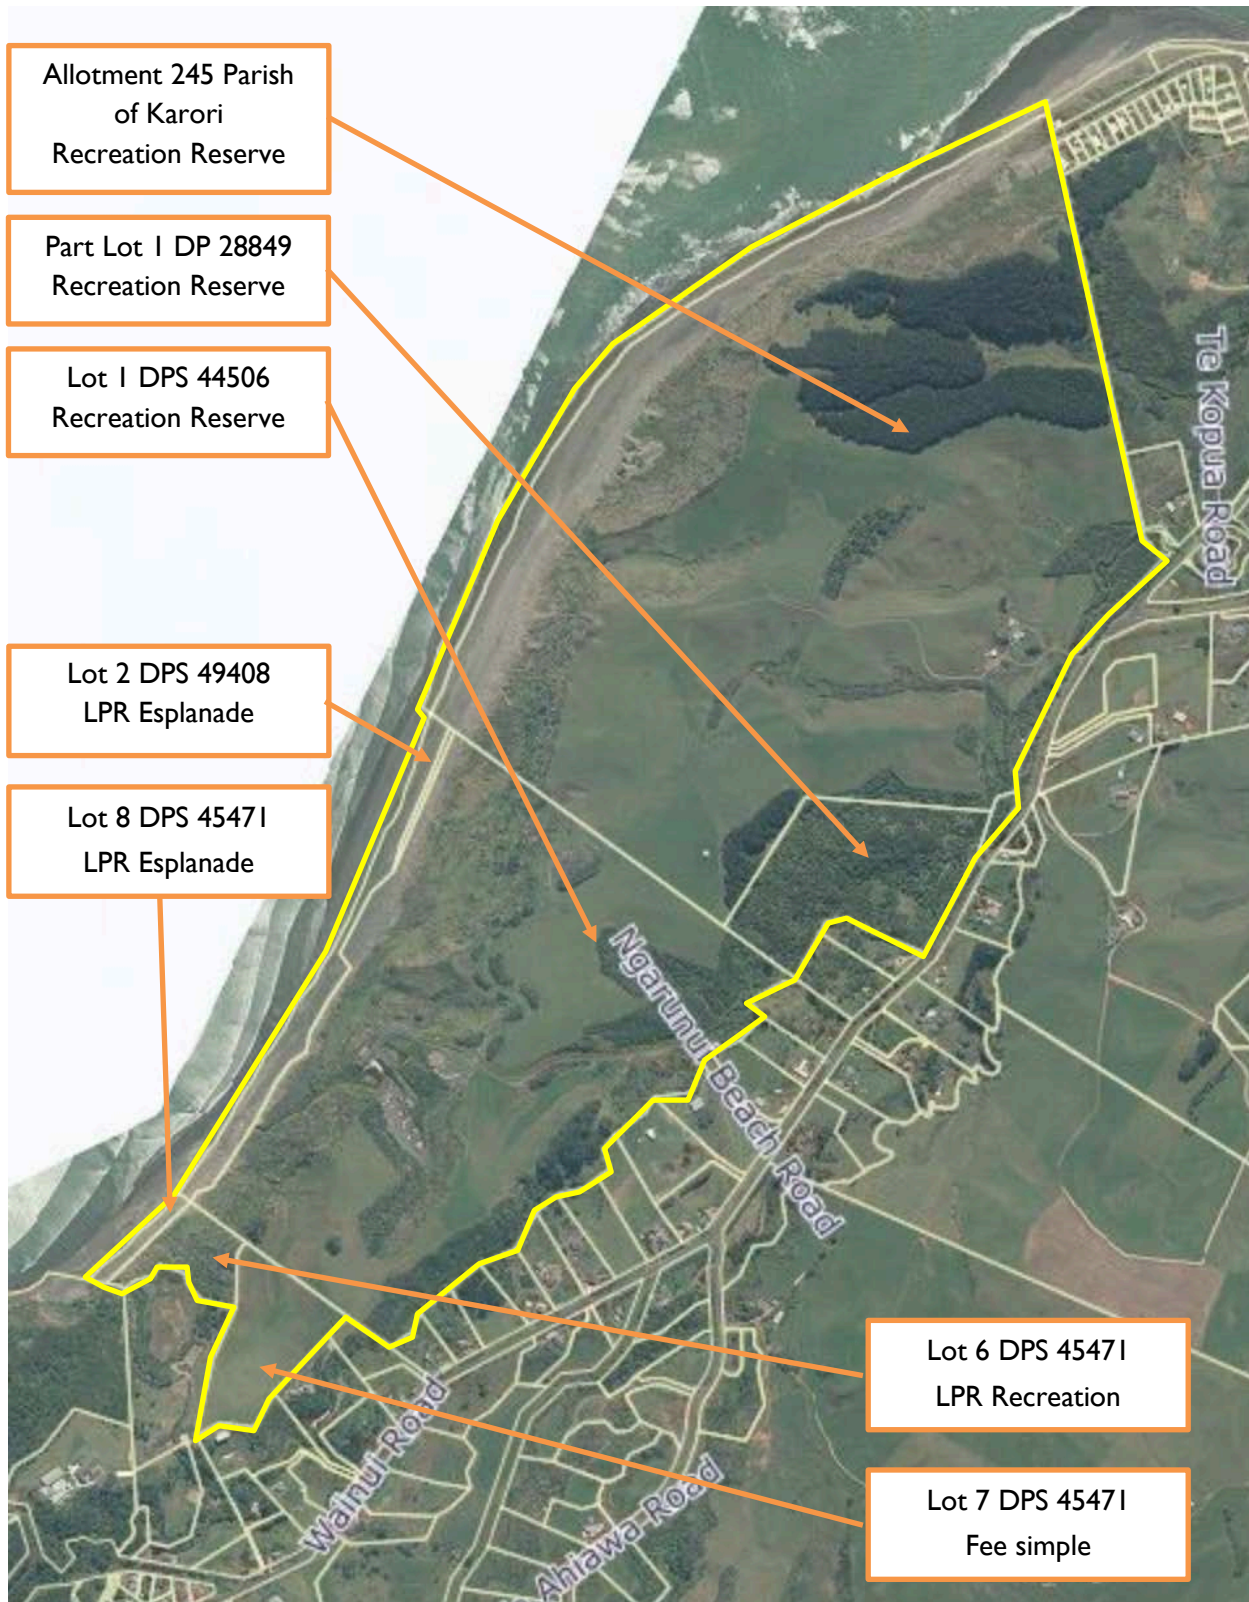 Allotment 245 Parish
of Karori
Recreation Reserve
Part Lot 1 DP 28849
Recreation Reserve
Lot 1 DPS 44506
Recreation Reserve
Te Kopua Road
Lot 2 DPS 49408
LPR Esplanade
Lot 8 DPS 45471
LPR Esplanade
Ngarunui Beach Road
Lot 6 DPS 45471
LPR Recreation
Wainui Road
Ahiawa Road
Lot 7 DPS 45471
Fee simple